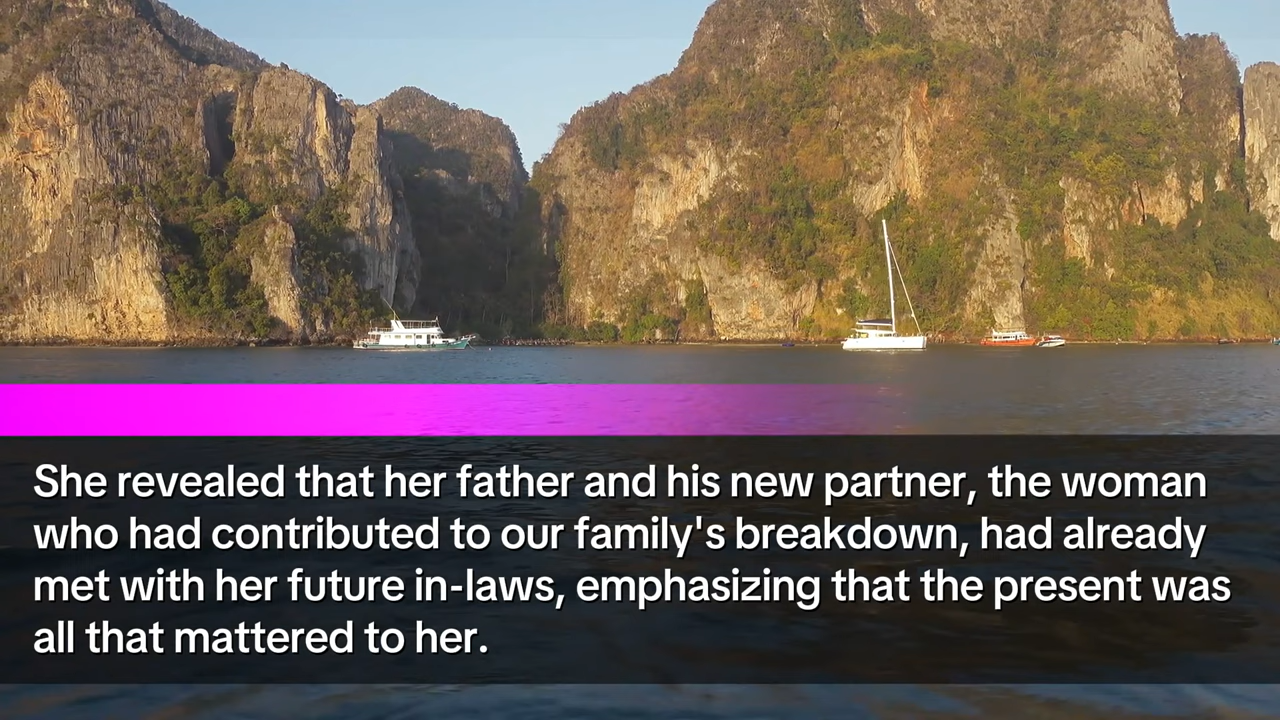 She revealed that her father and his new partner, the woman
who had contributed to our family's breakdown, had already
met with her future in-laws, emphasizing that the present was
all that mattered to her.